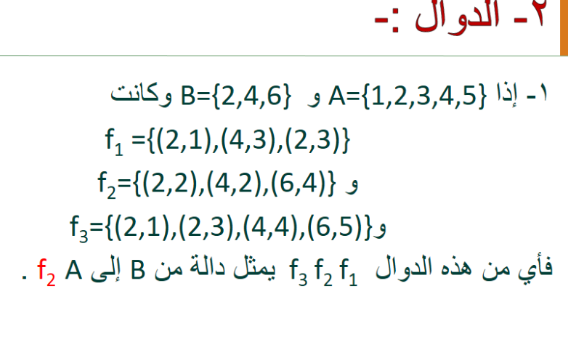 ٢- الدوال :-
١- إذا A={1,2,3,4,5} و B={2,4,6} وكانت
f₁ ={(2,1),(4,3),(2,3)}
f₂={(2,2),(4,2),(6,4)} و
f₃={(2,1),(2,3),(4,4),(6,5)}و
فأي من هذه الدوال f₃ f₂ f₁ يمثل دالة من B إلى A f₂ .